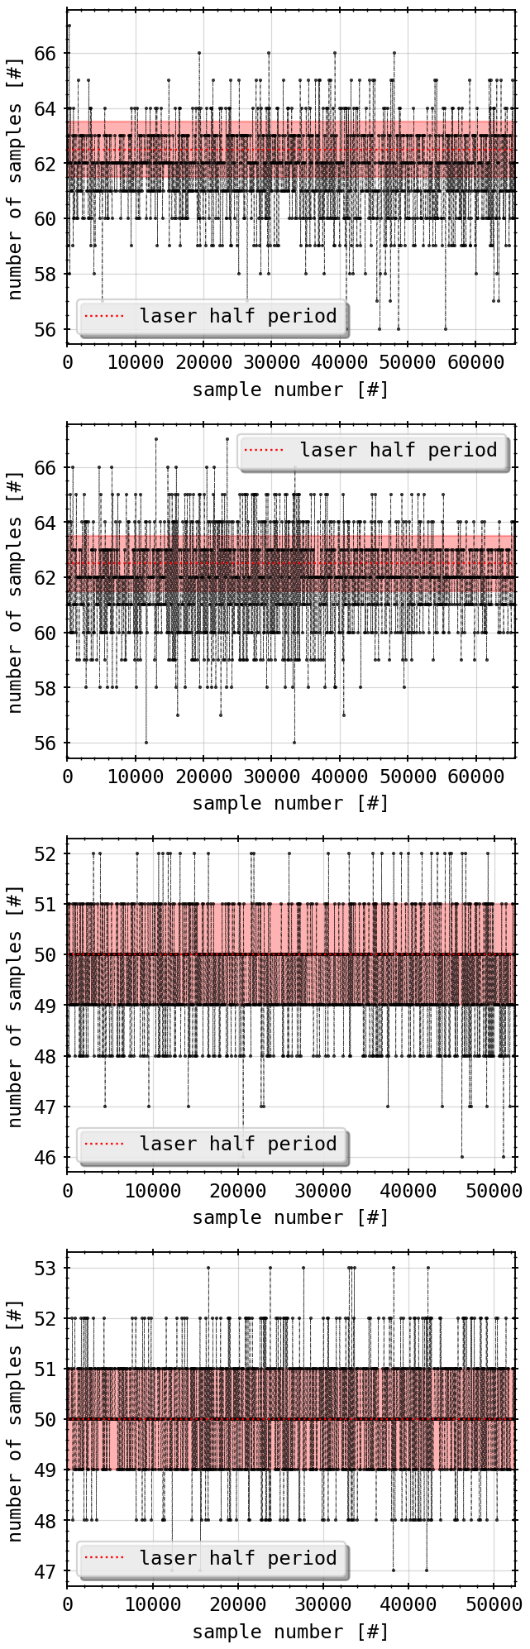 number of samples [#]
66
64
62
60
58
56
laser half period
0 10000 20000 30000 40000 50000 60000
sample number [#]
number of samples [#]
laser half period
66
64
62
60
58
56
0 10000 20000 30000 40000 50000 60000
sample number [#]
number of samples [#]
52
51
50
49
48
47
46
laser half period
0 10000 20000 30000 40000 50000
sample number [#]
number of samples [#]
53
52
51
50
49
48
47
laser half period
0 10000 20000 30000 40000 50000
sample number [#]